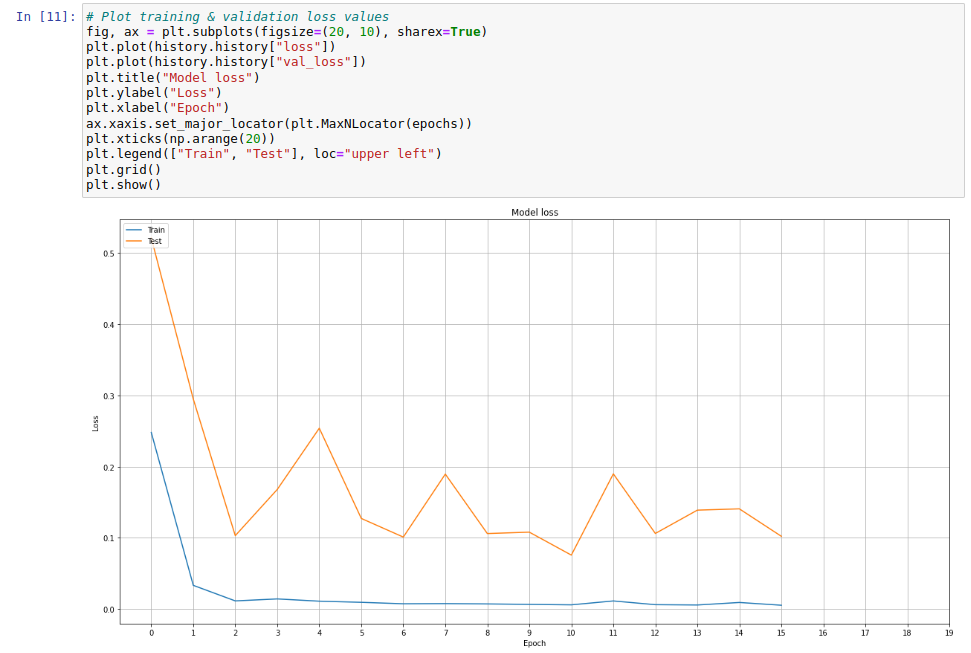 In [11]: # Plot training & validation loss values
fig, ax = plt.subplots(figsize=(20, 10), sharex=True)
plt.plot(history.history["loss"])
plt.plot(history.history["val_loss"])
plt.title("Model loss")
plt.ylabel("Loss")
plt.xlabel("Epoch")
ax.xaxis.set_major_locator(plt.MaxNLocator(epochs))
plt.xticks(np.arange(20))
plt.legend(["Train", "Test"], loc="upper left")
plt.grid()
plt.show()
Model loss
Train
Test
0.5
0.4
0.3
0.2
0.1
0.0
Loss
0 1 2 3 4 5 6 7 8 9 10 11 12 13 14 15 16 17 18 19
Epoch